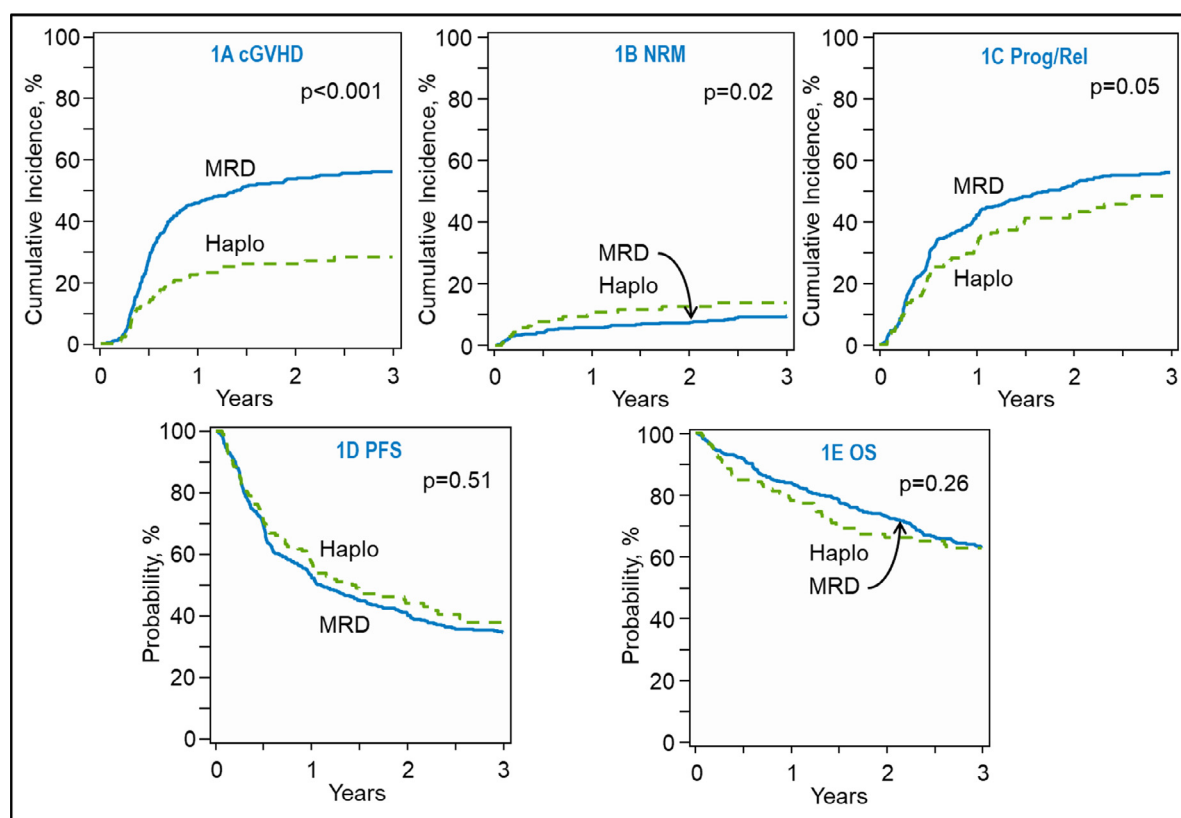 1A cGVHD
p<0.001
MRD
Haplo
Cumulative Incidence, %
100
80
60
40
20
0
0 1 2 3
Years
1B NRM
p=0.02
MRD
Haplo
Cumulative Incidence, %
100
80
60
40
20
0
0 1 2 3
Years
1C Prog/Rel
p=0.05
MRD
Haplo
Cumulative Incidence, %
100
80
60
40
20
0
0 1 2 3
Years
1D PFS
p=0.51
Haplo
MRD
Probability, %
100
80
60
40
20
0
0 1 2 3
Years
1E OS
p=0.26
Haplo
MRD
Probability, %
100
80
60
40
20
0
0 1 2 3
Years